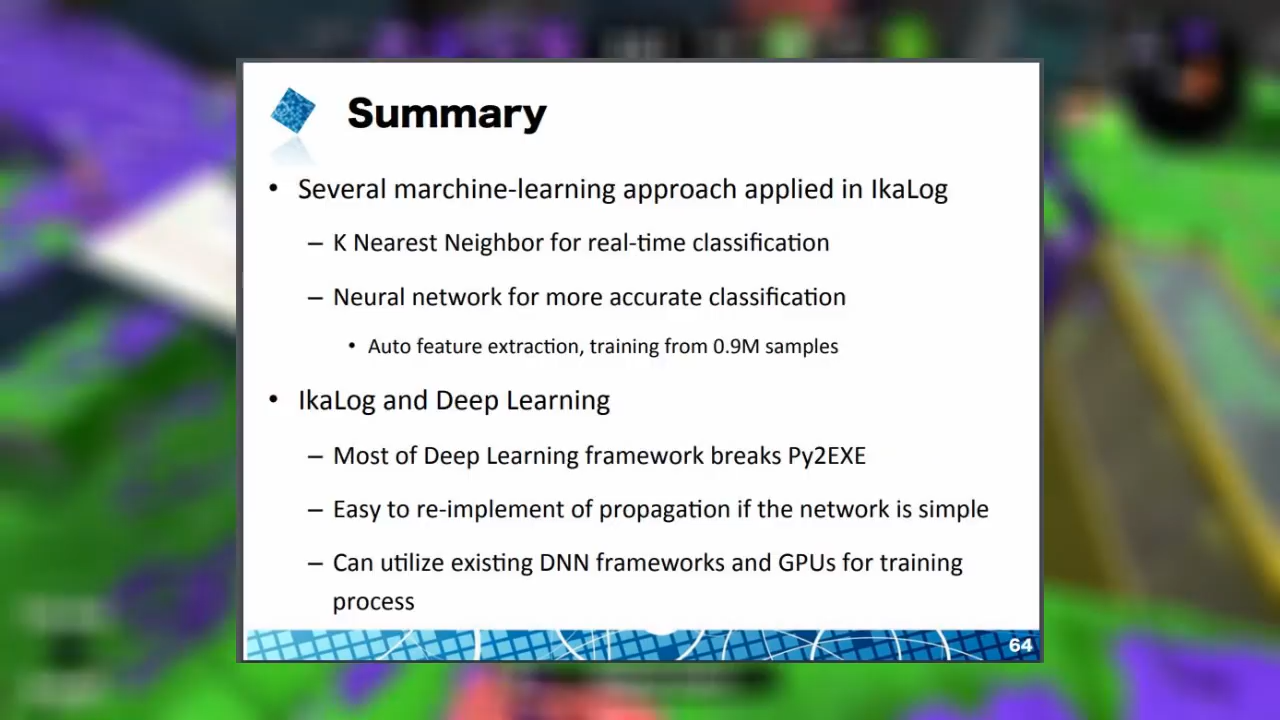 Summary
• Several marchine-learning approach applied in IkaLog
– K Nearest Neighbor for real-time classification
– Neural network for more accurate classification
• Auto feature extraction, training from 0.9M samples
• IkaLog and Deep Learning
– Most of Deep Learning framework breaks Py2EXE
– Easy to re-implement of propagation if the network is simple
– Can utilize existing DNN frameworks and GPUs for training
process
64